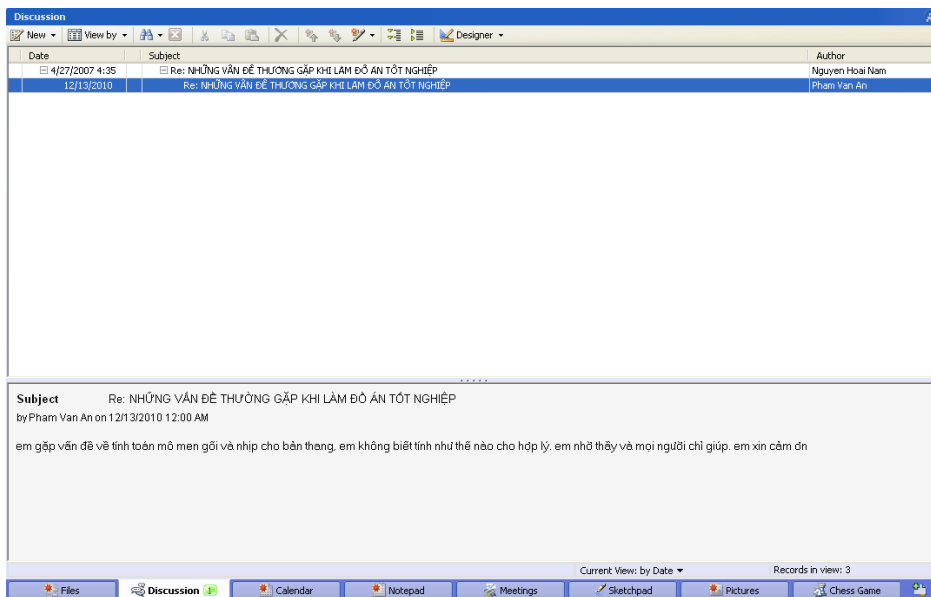 Discussion
New View by Designer
Date Subject Author
4/27/2007 4:35 Re: NHỮNG VẤN ĐỀ THƯỜNG GẶP KHI LÀM ĐỒ ÁN TỐT NGHIỆP Nguyen Hoai Nam
12/13/2010 Re: NHỮNG VẤN ĐỀ THƯỜNG GẶP KHI LÀM ĐỒ ÁN TỐT NGHIỆP Pham Van An
Subject Re: NHỮNG VẤN ĐỀ THƯỜNG GẶP KHI LÀM ĐỒ ÁN TỐT NGHIỆP
by Pham Van An on 12/13/2010 12:00 AM
em gặp vấn đề về tính toán mô men gối và nhịp cho bản thang, em không biết tính như thế nào cho hợp lý. em nhờ thầy và mọi người chỉ giúp. em xin cảm ơn
Current View: by Date Records in view: 3
Files Discussion Calendar Notepad Meetings Sketchpad Pictures Chess Game